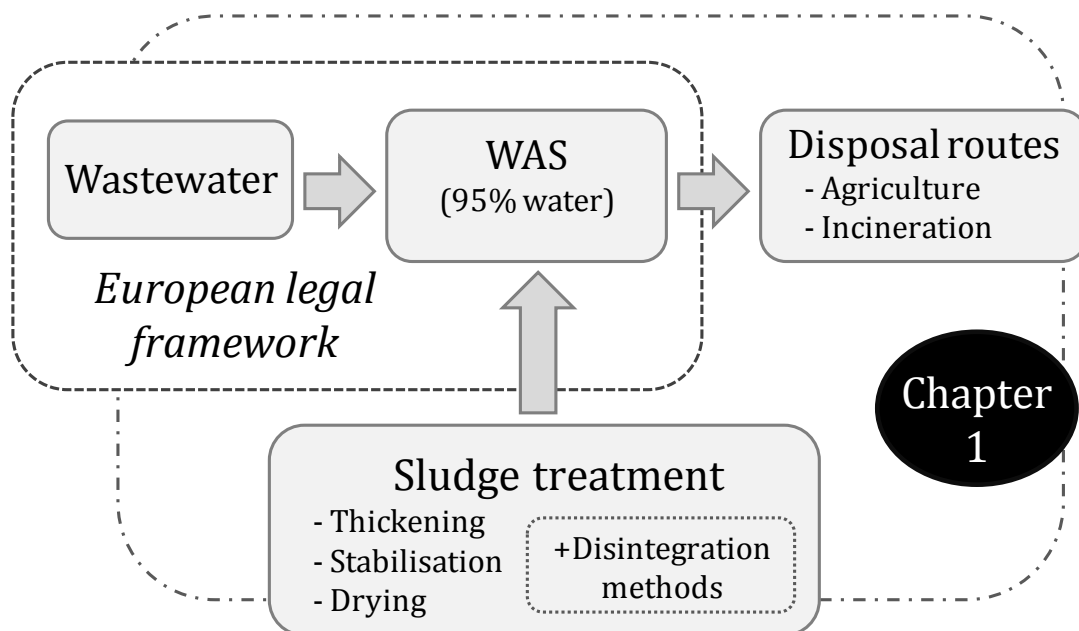 Wastewater
WAS
(95% water)
Disposal routes
- Agriculture
- Incineration
European legal
framework
Chapter
1
Sludge treatment
- Thickening
- Stabilisation
- Drying
+Disintegration
methods